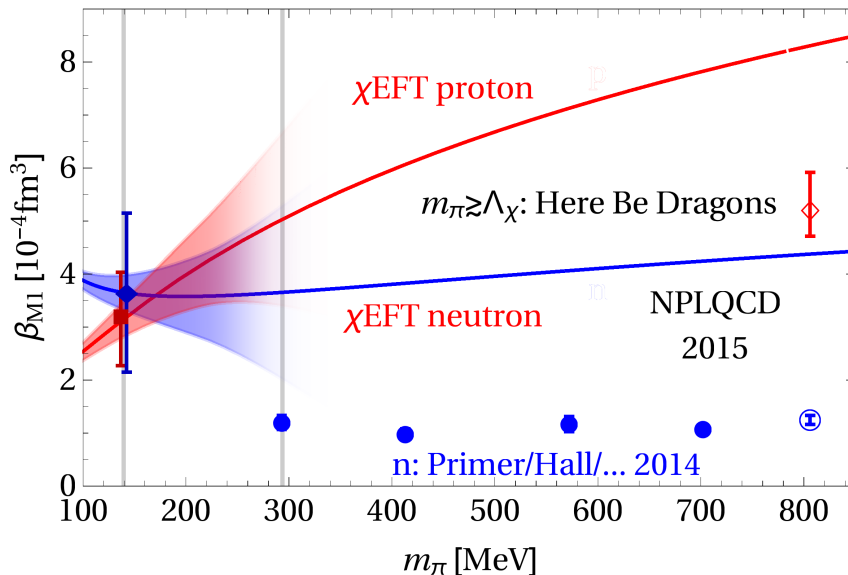 8
6
4
2
0
β_M1 [10⁻⁴fm³]
χEFT proton
p
m_π≳Λ_χ: Here Be Dragons
n
χEFT neutron
NPLQCD
2015
n: Primer/Hall/... 2014
100 200 300 400 500 600 700 800
m_π [MeV]